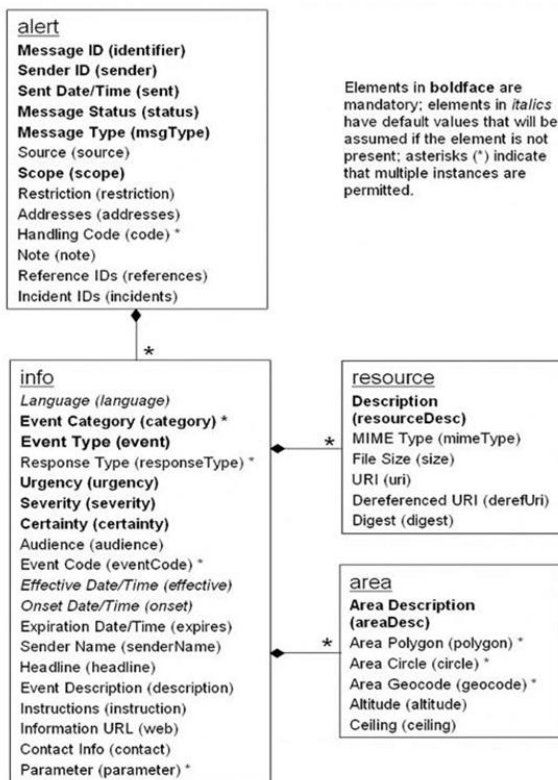 alert
Message ID (identifier)
Sender ID (sender)
Sent Date/Time (sent)
Message Status (status)
Message Type (msgType)
Source (source)
Scope (scope)
Restriction (restriction)
Addresses (addresses)
Handling Code (code) *
Note (note)
Reference IDs (references)
Incident IDs (incidents)
Elements in boldface are
mandatory; elements in italics
have default values that will be
assumed if the element is not
present; asterisks (*) indicate
that multiple instances are
permitted.
*
info
Language (language)
Event Category (category) *
Event Type (event)
Response Type (responseType) *
Urgency (urgency)
Severity (severity)
Certainty (certainty)
Audience (audience)
Event Code (eventCode) *
Effective Date/Time (effective)
Onset Date/Time (onset)
Expiration Date/Time (expires)
Sender Name (senderName)
Headline (headline)
Event Description (description)
Instructions (instruction)
Information URL (web)
Contact Info (contact)
Parameter (parameter) *
*
resource
Description
(resourceDesc)
MIME Type (mimeType)
File Size (size)
URI (uri)
Dereferenced URI (derefUri)
Digest (digest)
*
area
Area Description
(areaDesc)
Area Polygon (polygon) *
Area Circle (circle) *
Area Geocode (geocode) *
Altitude (altitude)
Ceiling (ceiling)